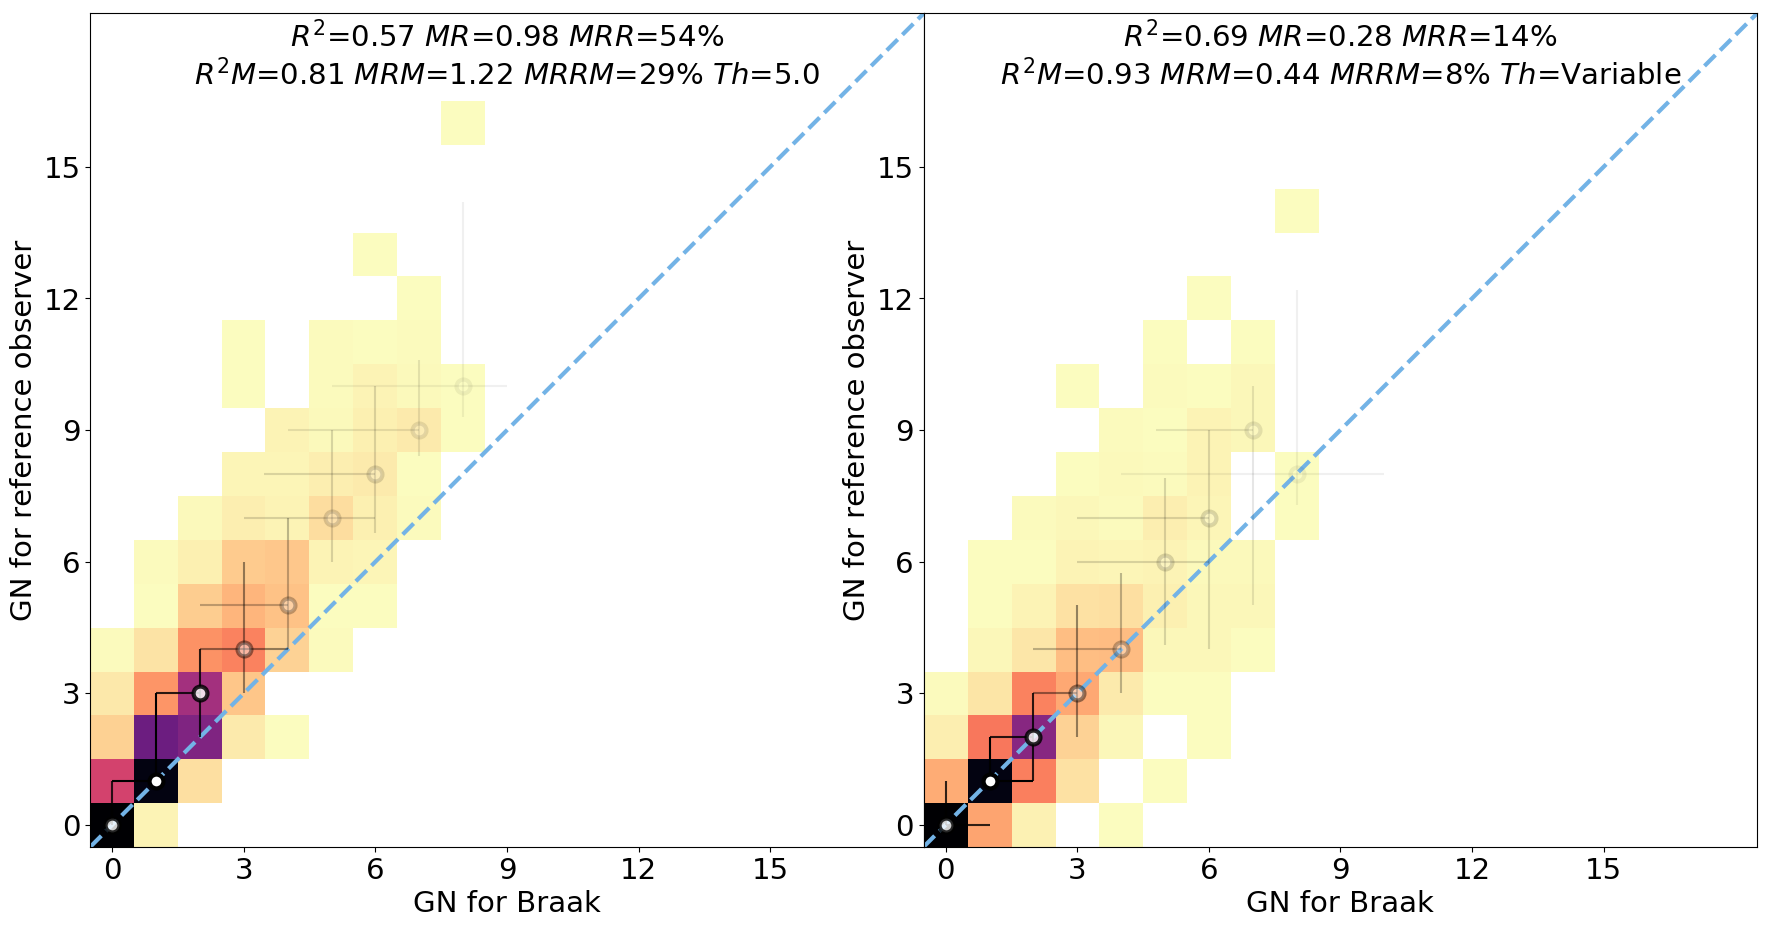 R²=0.57 MR=0.98 MRR=54%
R²M=0.81 MRM=1.22 MRRM=29% Th=5.0
15
12
9
6
3
0
GN for reference observer
0 3 6 9 12 15
GN for Braak
R²=0.69 MR=0.28 MRR=14%
R²M=0.93 MRM=0.44 MRRM=8% Th=Variable
15
12
9
6
3
0
GN for reference observer
0 3 6 9 12 15
GN for Braak